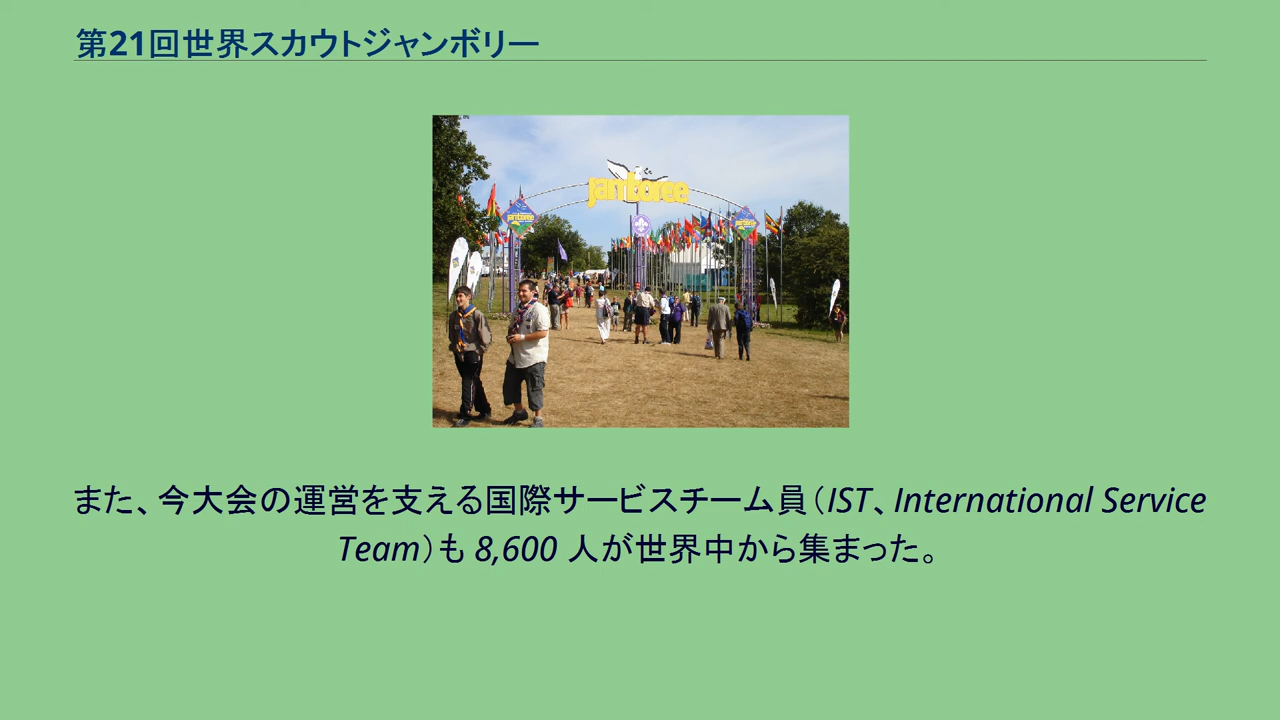 第21回世界スカウトジャンボリー
jamboree
jamboree
また、今大会の運営を支える国際サービスチーム員（IST、International Service
Team）も 8,600 人が世界中から集まった。